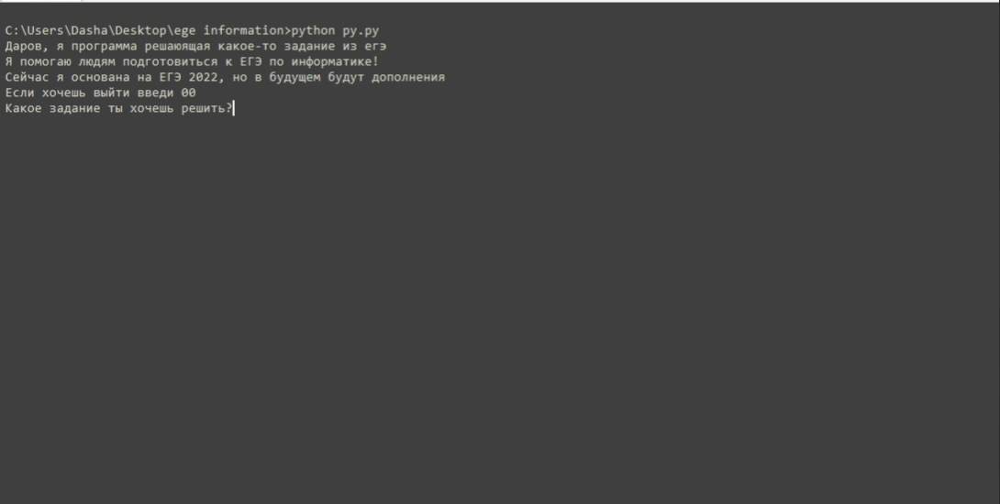 C:\Users\Dasha\Desktop\ege information>python py.py
Даров, я программа решаюящая какое-то задание из егэ
Я помогаю людям подготовиться к ЕГЭ по информатике!
Сейчас я основана на ЕГЭ 2022, но в будущем будут дополнения
Если хочешь выйти введи 00
Какое задание ты хочешь решить?